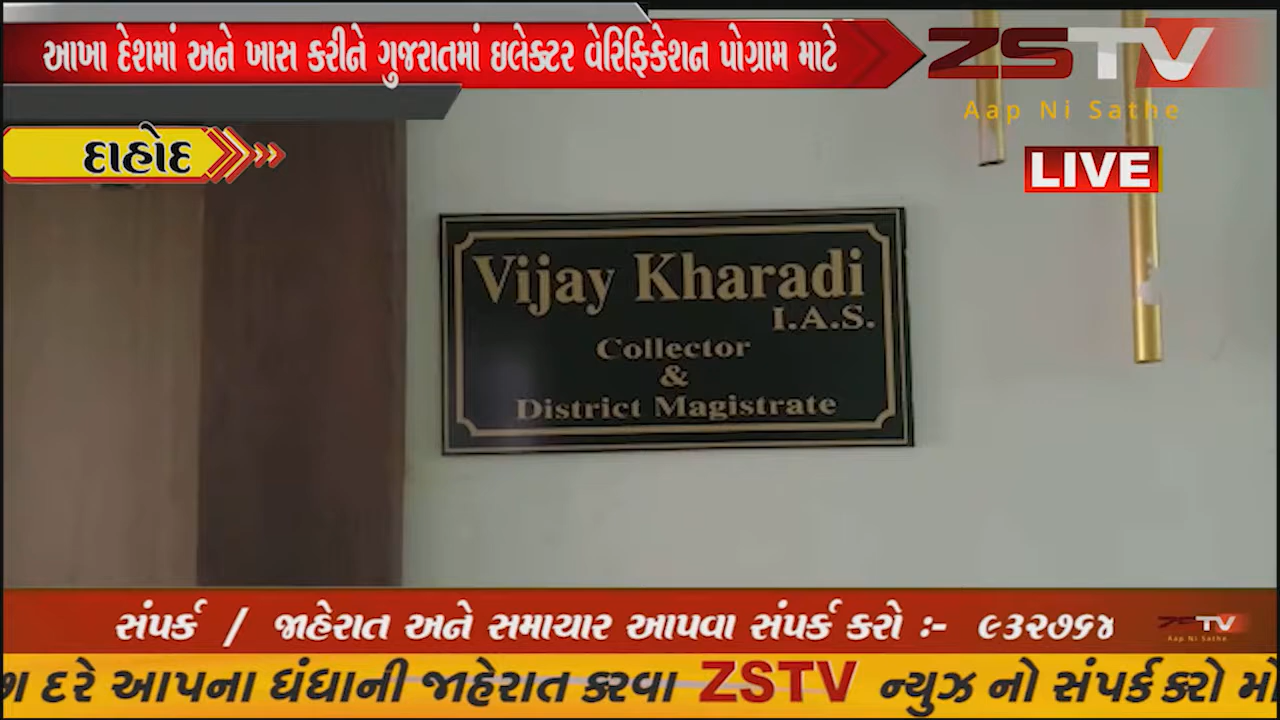 આખા દેશમાં અને ખાસ કરીને ગુજરાતમાં ઇલેક્ટર વેરિફિકેશન પોગ્રામ માટે
ZSTV
Aap Ni Sathe
દાહોદ
LIVE
Vijay Kharadi
I.A.S.
Collector
&
District Magistrate
સંપર્ક / જાહેરાત અને સમાચાર આપવા સંપર્ક કરો :- ૯૩૨૭૬૪
ZSTV
Aap Ni Sathe
દરે આપના ધંધાની જાહેરાત કરવા ZSTV ન્યુઝ નો સંપર્ક કરો